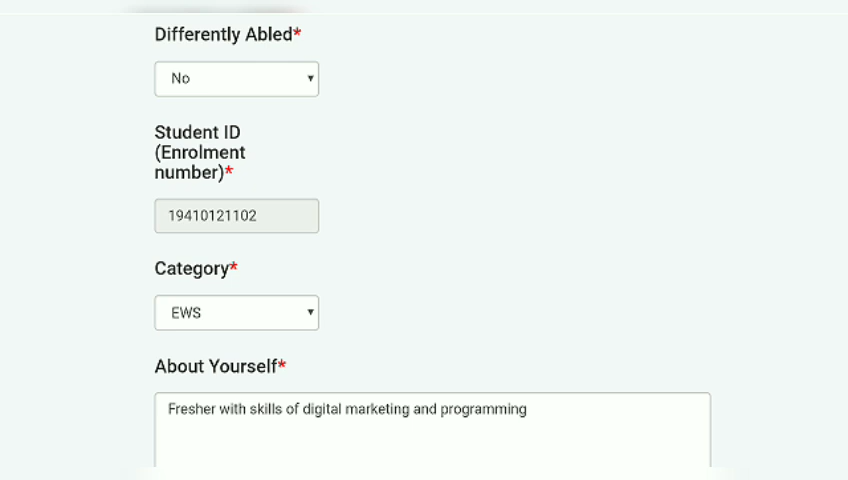 Differently Abled*
No
Student ID
(Enrolment
number)*
19410121102
Category*
EWS
About Yourself*
Fresher with skills of digital marketing and programming